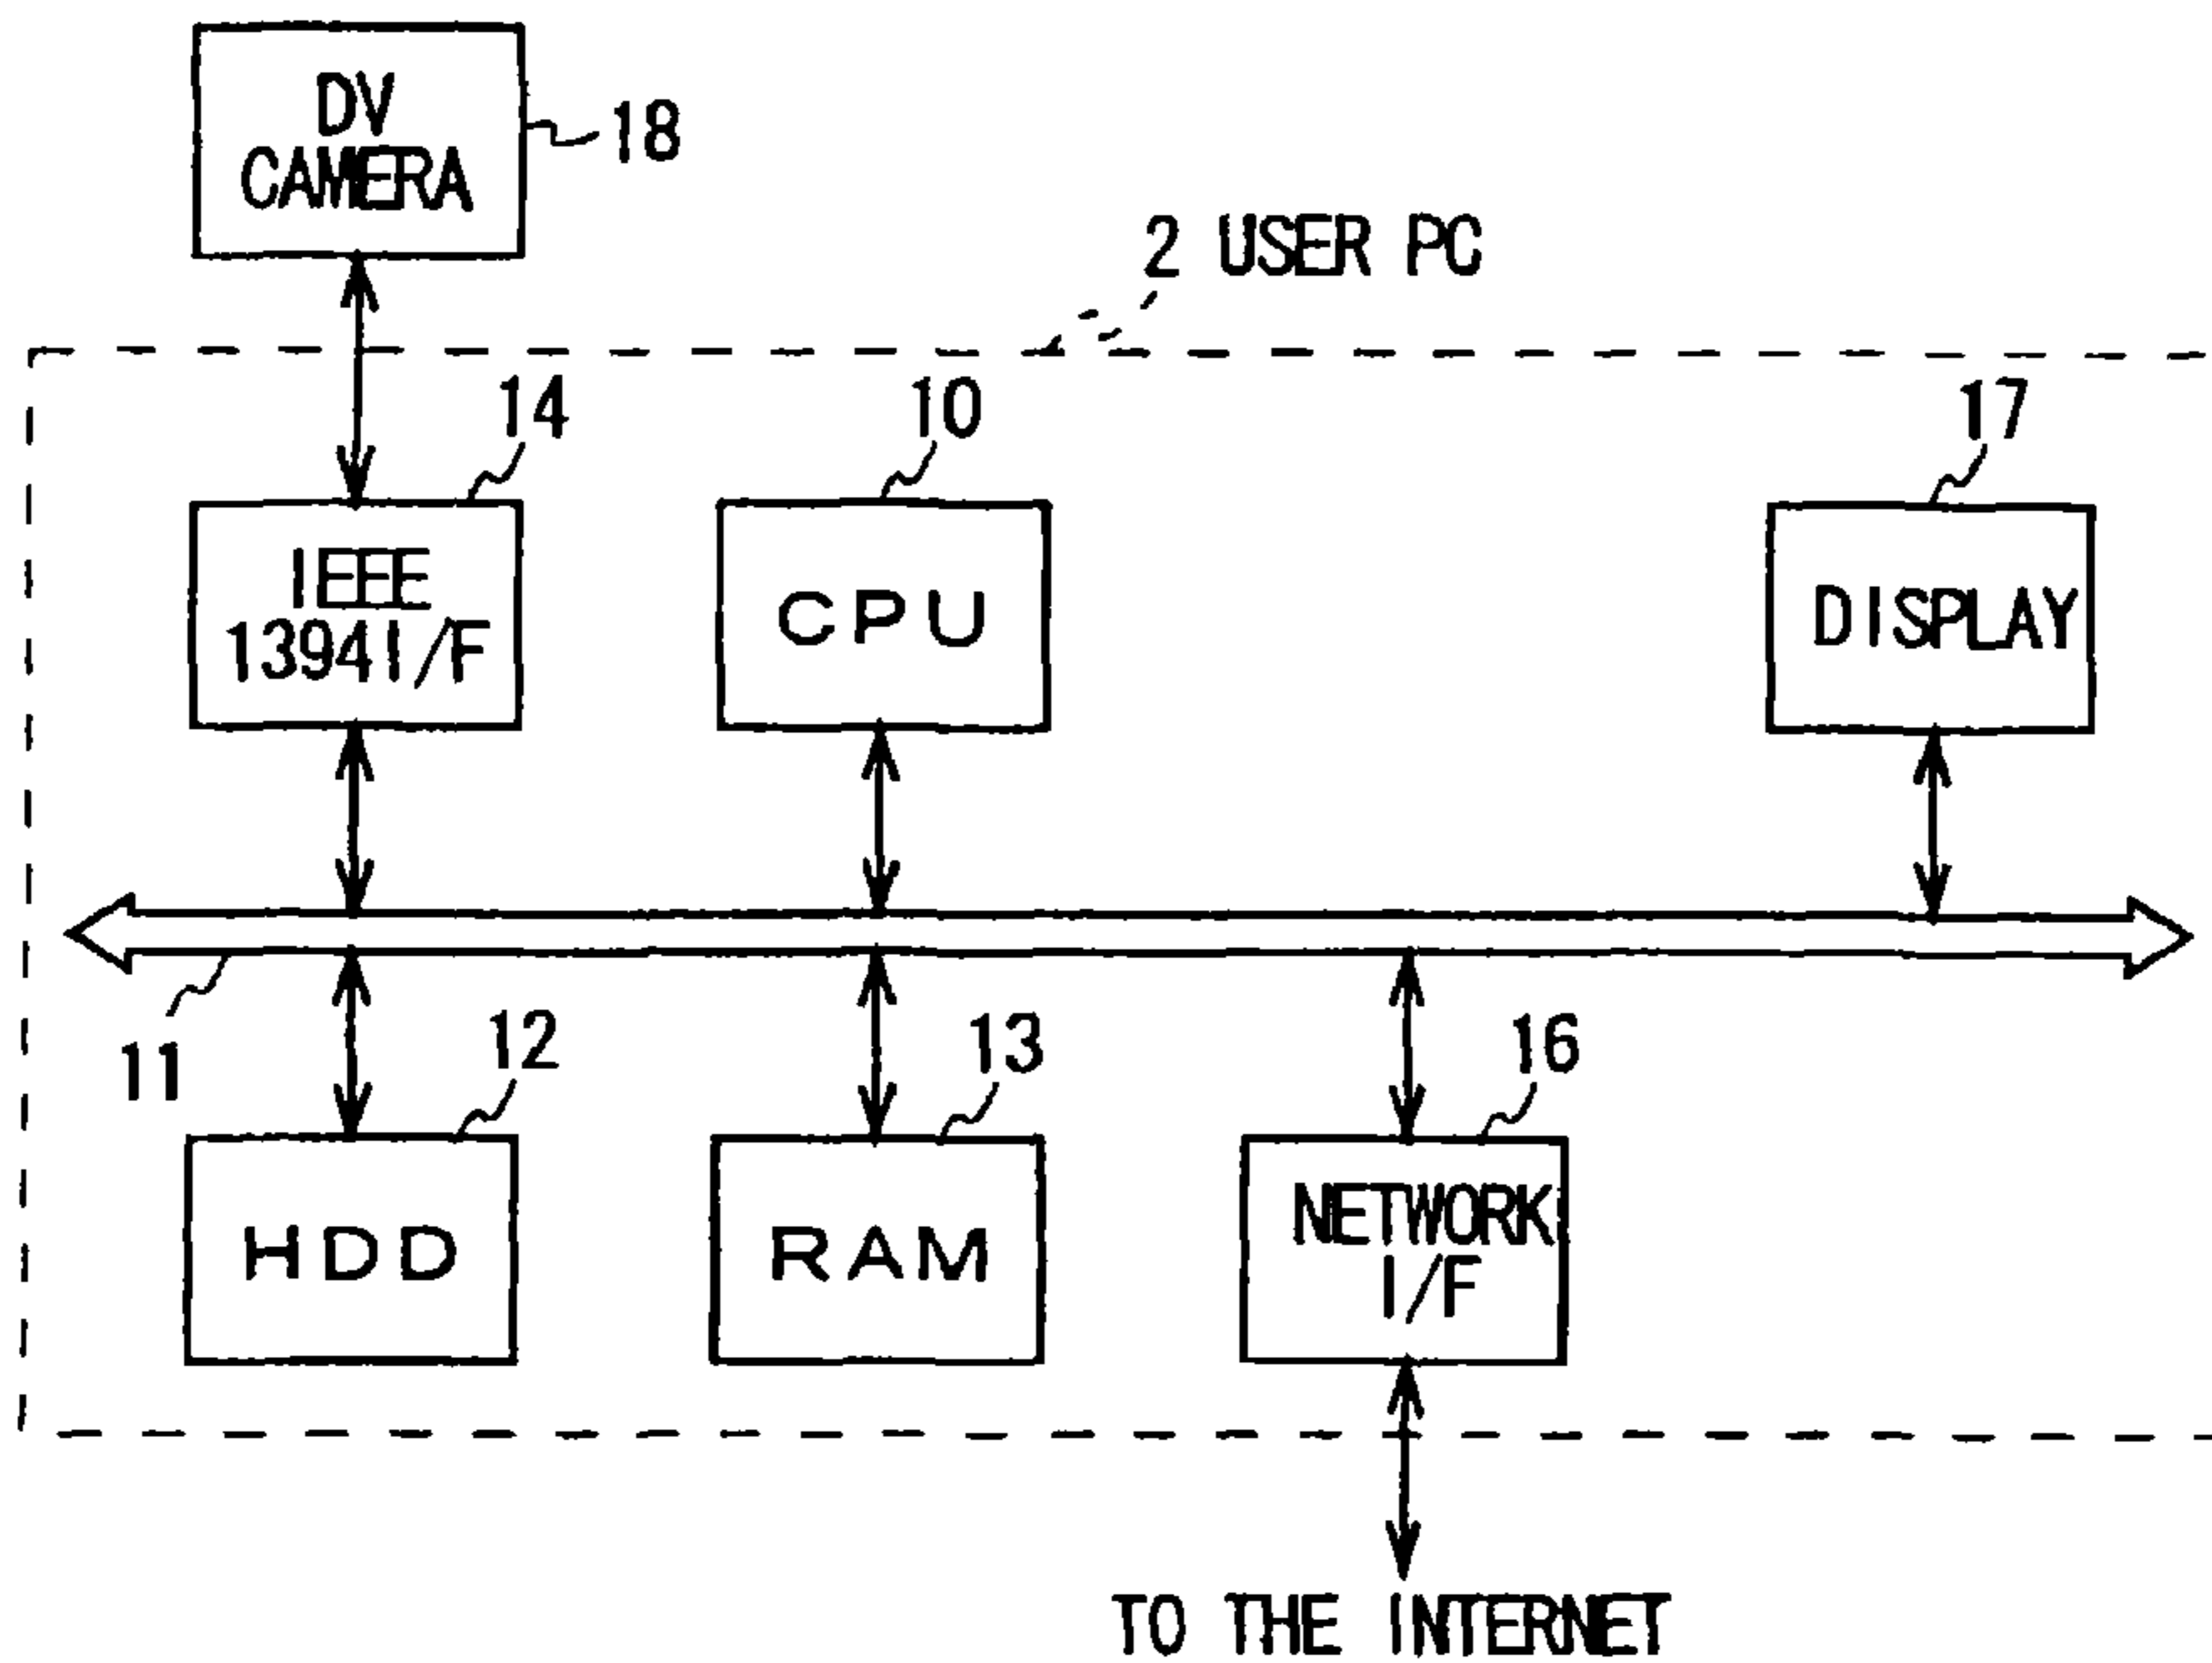 DV
CAMERA
18
2 USER PC
14
10
17
IEEE
1394I/F
CPU
DISPLAY
11
12
13
16
HDD
RAM
NETWORK
I/F
TO THE INTERNET